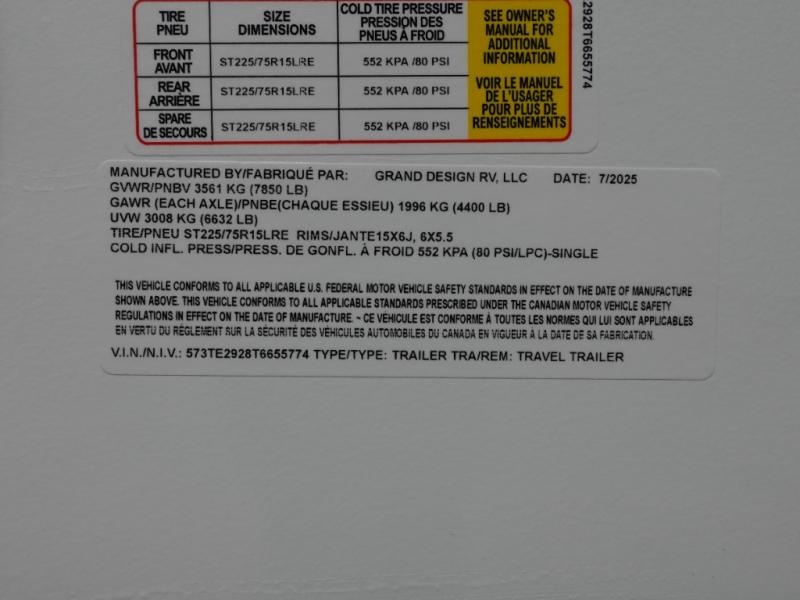 TIRE PNEU
SIZE DIMENSIONS
COLD TIRE PRESSURE PRESSION DES PNEUS À FROID
SEE OWNER'S
MANUAL FOR
ADDITIONAL
INFORMATION
VOIR LE MANUEL
DE L'USAGER
POUR PLUS DE
RENSEIGNEMENTS
FRONT AVANT ST225/75R15LRE 552 KPA /80 PSI
REAR ARRIÈRE ST225/75R15LRE 552 KPA /80 PSI
SPARE DE SECOURS ST225/75R15LRE 552 KPA /80 PSI
2928T6655774
MANUFACTURED BY/FABRIQUÉ PAR: GRAND DESIGN RV, LLC DATE: 7/2025
GVWR/PNBV 3561 KG (7850 LB)
GAWR (EACH AXLE)/PNBE(CHAQUE ESSIEU) 1996 KG (4400 LB)
UVW 3008 KG (6632 LB)
TIRE/PNEU ST225/75R15LRE RIMS/JANTE15X6J, 6X5.5
COLD INFL. PRESS/PRESS. DE GONFL. À FROID 552 KPA (80 PSI/LPC)-SINGLE
THIS VEHICLE CONFORMS TO ALL APPLICABLE U.S. FEDERAL MOTOR VEHICLE SAFETY STANDARDS IN EFFECT ON THE DATE OF MANUFACTURE
SHOWN ABOVE. THIS VEHICLE CONFORMS TO ALL APPLICABLE STANDARDS PRESCRIBED UNDER THE CANADIAN MOTOR VEHICLE SAFETY
REGULATIONS IN EFFECT ON THE DATE OF MANUFACTURE. ~ CE VÉHICULE EST CONFORME À TOUTES LES NORMES QUI LUI SONT APPLICABLES
EN VERTU DU RÈGLEMENT SUR LA SÉCURITÉ DES VÉHICULES AUTOMOBILES DU CANADA EN VIGUEUR À LA DATE DE SA FABRICATION.
V.I.N./N.I.V.: 573TE2928T6655774 TYPE/TYPE: TRAILER TRA/REM: TRAVEL TRAILER